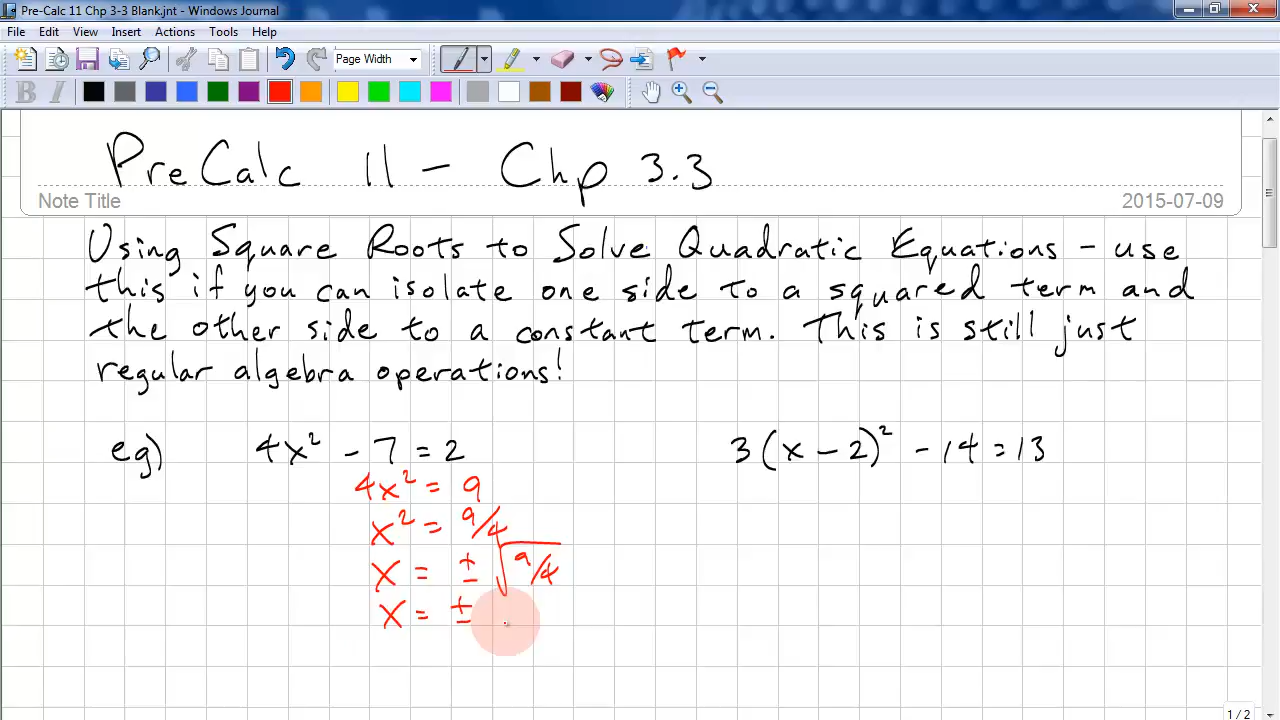 Pre-Calc 11 Chp 3-3 Blank.jnt - Windows Journal
File Edit View Insert Actions Tools Help
Page Width
B I
PreCalc 11 - Chp 3.3
Note Title
2015-07-09
Using Square Roots to Solve Quadratic Equations - use
this if you can isolate one side to a squared term and
the other side to a constant term. This is still just
regular algebra operations!
eg) 4x² - 7 = 2
4x² = 9
x² = 9/4
x = ± √9/4
x = ±
3(x - 2)² - 14 = 13
1 / 2